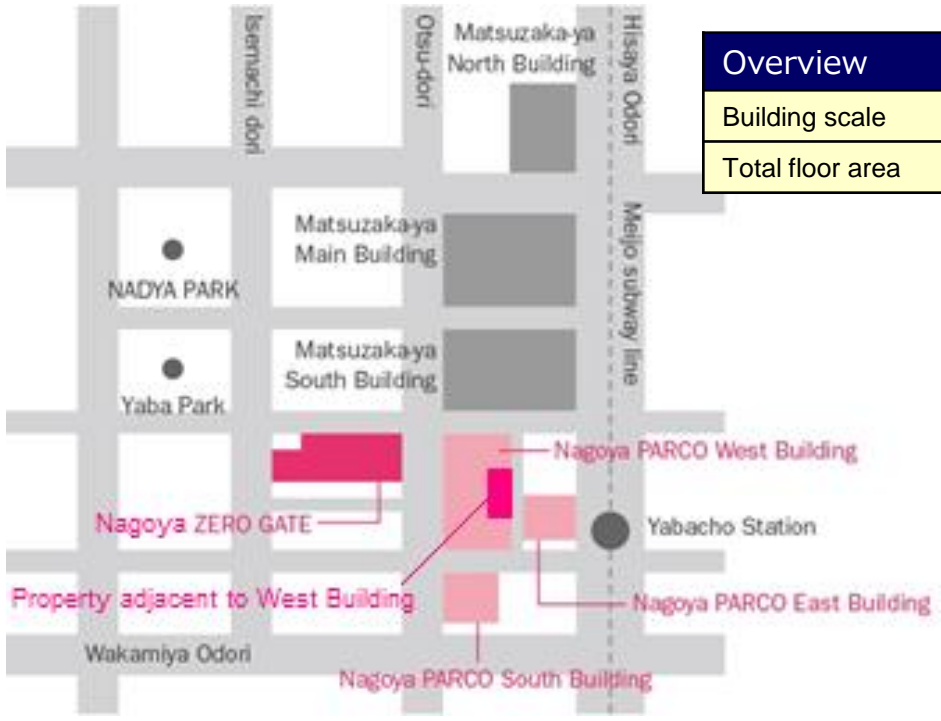 Isemachi dori
Otsu-dori
Matsuzaka-ya
North Building
Hisaya Odori
Overview
Building scale
Total floor area
Matsuzaka-ya
Main Building
Meijo subway line
NADYA PARK
Matsuzaka-ya
South Building
Yaba Park
Nagoya PARCO West Building
Nagoya ZERO GATE
Yabacho Station
Property adjacent to West Building
Nagoya PARCO East Building
Wakamiya Odori
Nagoya PARCO South Building